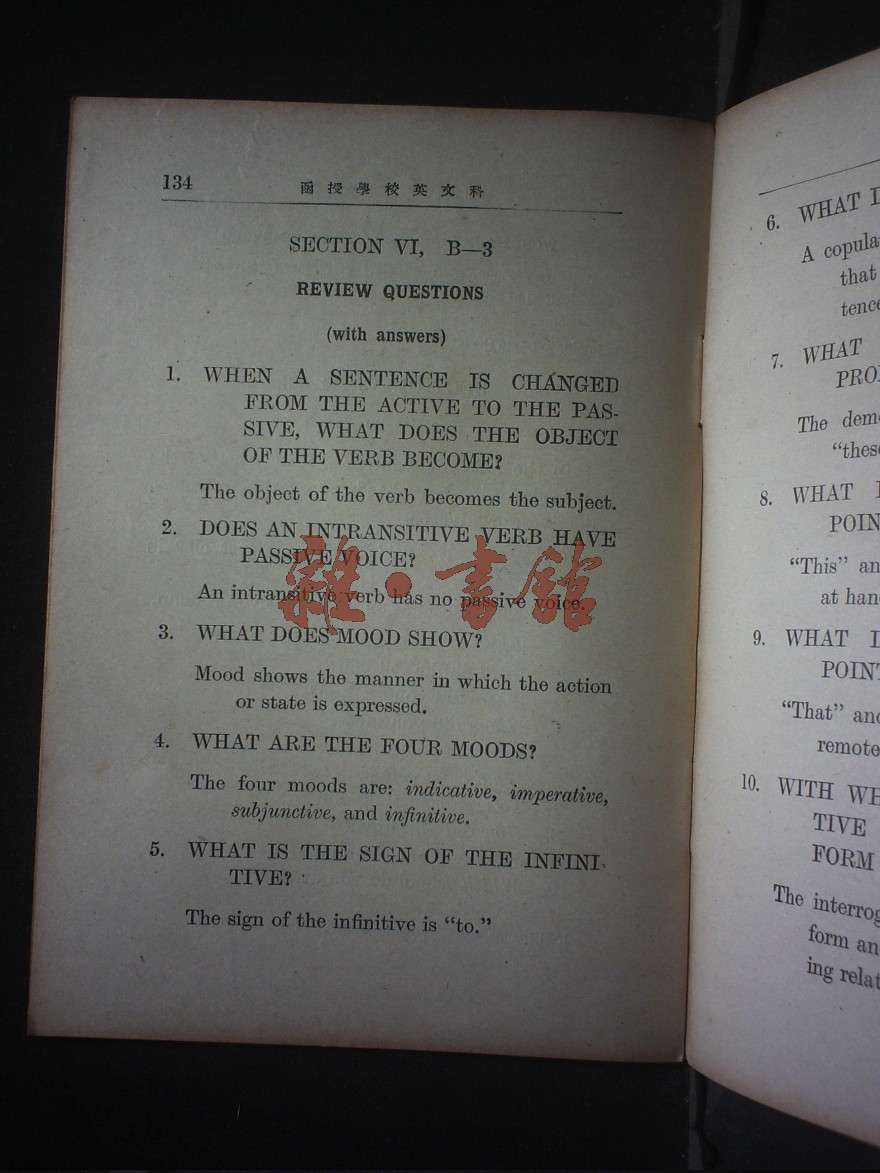 134
函授學校英文科
SECTION VI, B—3
REVIEW QUESTIONS
(with answers)
1. WHEN A SENTENCE IS CHANGED
FROM THE ACTIVE TO THE PAS-
SIVE, WHAT DOES THE OBJECT
OF THE VERB BECOME?
The object of the verb becomes the subject.
2. DOES AN INTRANSITIVE VERB HAVE
PASSIVE VOICE?
An intransitive verb has no passive voice.
3. WHAT DOES MOOD SHOW?
Mood shows the manner in which the action
or state is expressed.
4. WHAT ARE THE FOUR MOODS?
The four moods are: indicative, imperative,
subjunctive, and infinitive.
5. WHAT IS THE SIGN OF THE INFINI-
TIVE?
The sign of the infinitive is “to.”
雜·書館
6. WHAT
A copula
that
tence
7. WHAT
PRO
The dem
“these
8. WHAT
POIN
“This” an
at han
9. WHAT
POINT
“That” and
remote
10. WITH WH
TIVE
FORM
The interrog
form an
ing relat